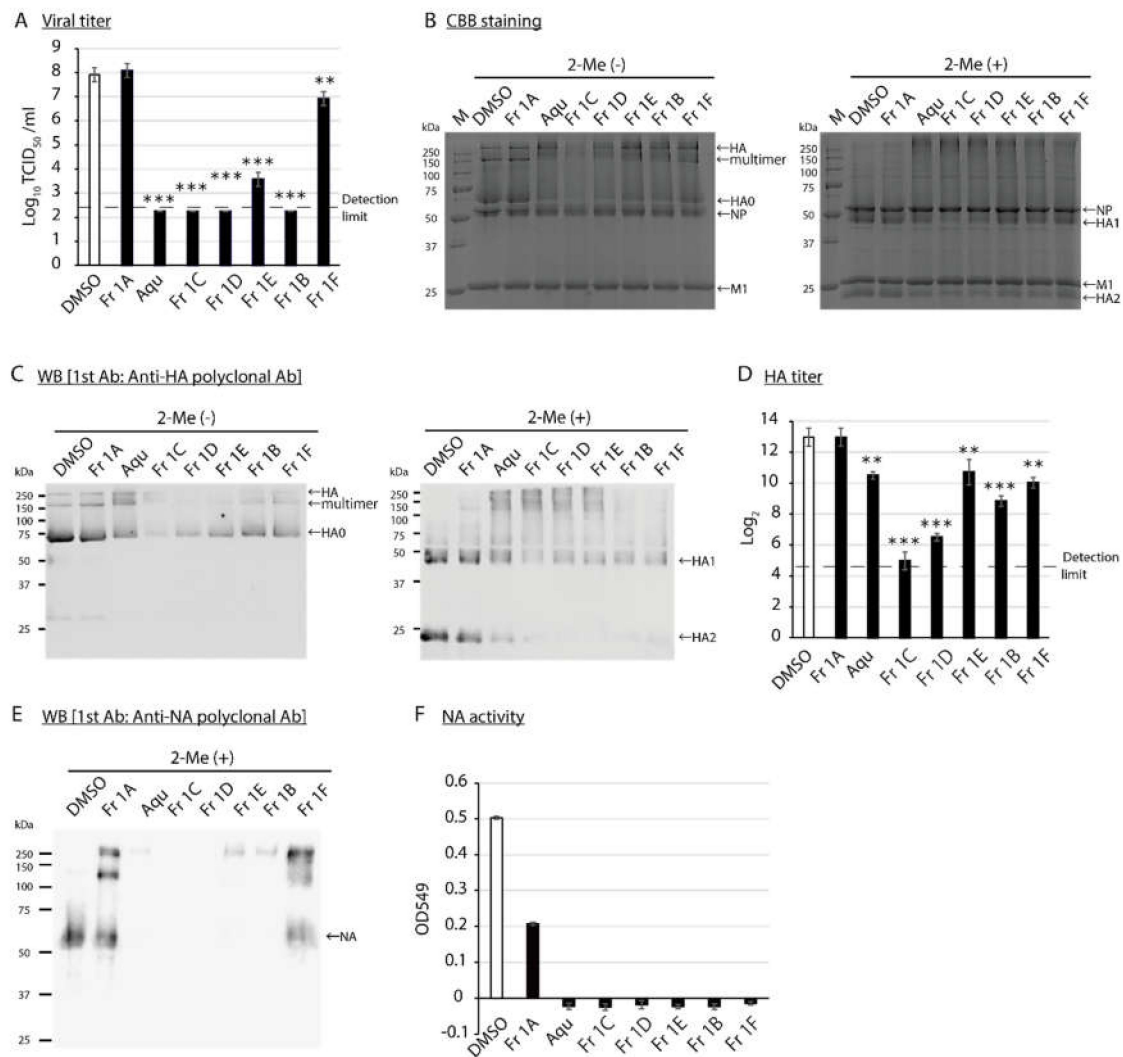 A Viral titer
9
8
7
6
5
4
3
2
1
0
Log10 TCID50 /ml
***
***
***
***
***
**
Detection
limit
DMSO
Fr 1A
Aqu
Fr 1C
Fr 1D
Fr 1E
Fr 1B
Fr 1F
B CBB staining
2-Me (-)
M
DMSO
Fr 1A
Aqu
Fr 1C
Fr 1D
Fr 1E
Fr 1B
Fr 1F
kDa
250
150
100
75
50
37
25
←HA
←multimer
←HA0
←NP
←M1
2-Me (+)
M
DMSO
Fr 1A
Aqu
Fr 1C
Fr 1D
Fr 1E
Fr 1B
Fr 1F
kDa
250
150
100
75
50
37
25
←NP
←HA1
←M1
←HA2
C WB [1st Ab: Anti-HA polyclonal Ab]
2-Me (-)
DMSO
Fr 1A
Aqu
Fr 1C
Fr 1D
Fr 1E
Fr 1B
Fr 1F
kDa
250
150
100
75
50
37
25
←HA
←multimer
←HA0
2-Me (+)
DMSO
Fr 1A
Aqu
Fr 1C
Fr 1D
Fr 1E
Fr 1B
Fr 1F
kDa
250
150
100
75
50
37
25
←HA1
←HA2
D HA titer
14
12
10
8
6
4
2
0
Log2
**
***
***
**
***
**
Detection
limit
DMSO
Fr 1A
Aqu
Fr 1C
Fr 1D
Fr 1E
Fr 1B
Fr 1F
E WB [1st Ab: Anti-NA polyclonal Ab]
2-Me (+)
DMSO
Fr 1A
Aqu
Fr 1C
Fr 1D
Fr 1E
Fr 1B
Fr 1F
kDa
250
150
100
75
50
37
25
←NA
F NA activity
0.6
0.5
0.4
0.3
0.2
0.1
0
-0.1
OD549
DMSO
Fr 1A
Aqu
Fr 1C
Fr 1D
Fr 1E
Fr 1B
Fr 1F